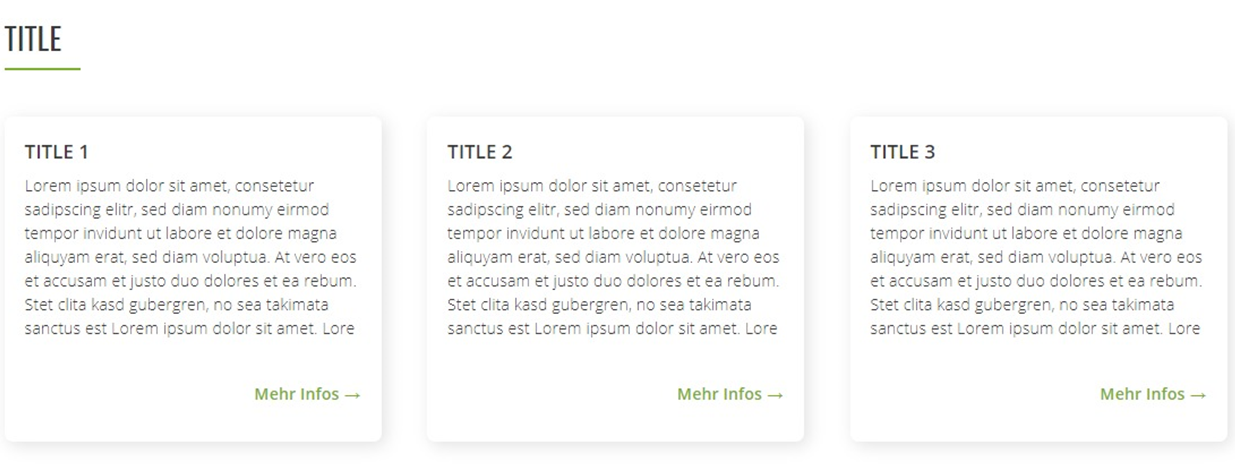 TITLE
TITLE 1
Lorem ipsum dolor sit amet, consetetur
sadipscing elitr, sed diam nonumy eirmod
tempor invidunt ut labore et dolore magna
aliquyam erat, sed diam voluptua. At vero eos
et accusam et justo duo dolores et ea rebum.
Stet clita kasd gubergren, no sea takimata
sanctus est Lorem ipsum dolor sit amet. Lore
Mehr Infos →
TITLE 2
Lorem ipsum dolor sit amet, consetetur
sadipscing elitr, sed diam nonumy eirmod
tempor invidunt ut labore et dolore magna
aliquyam erat, sed diam voluptua. At vero eos
et accusam et justo duo dolores et ea rebum.
Stet clita kasd gubergren, no sea takimata
sanctus est Lorem ipsum dolor sit amet. Lore
Mehr Infos →
TITLE 3
Lorem ipsum dolor sit amet, consetetur
sadipscing elitr, sed diam nonumy eirmod
tempor invidunt ut labore et dolore magna
aliquyam erat, sed diam voluptua. At vero eos
et accusam et justo duo dolores et ea rebum.
Stet clita kasd gubergren, no sea takimata
sanctus est Lorem ipsum dolor sit amet. Lore
Mehr Infos →